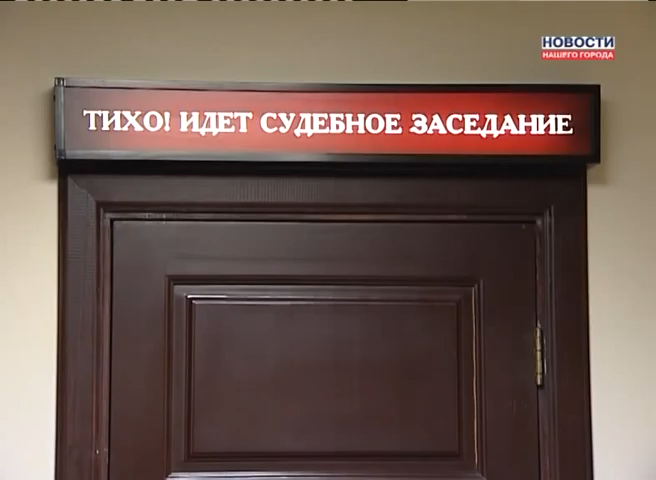 НОВОСТИ
НАШЕГО ГОРОДА
ТИХО! ИДЕТ СУДЕБНОЕ ЗАСЕДАНИЕ